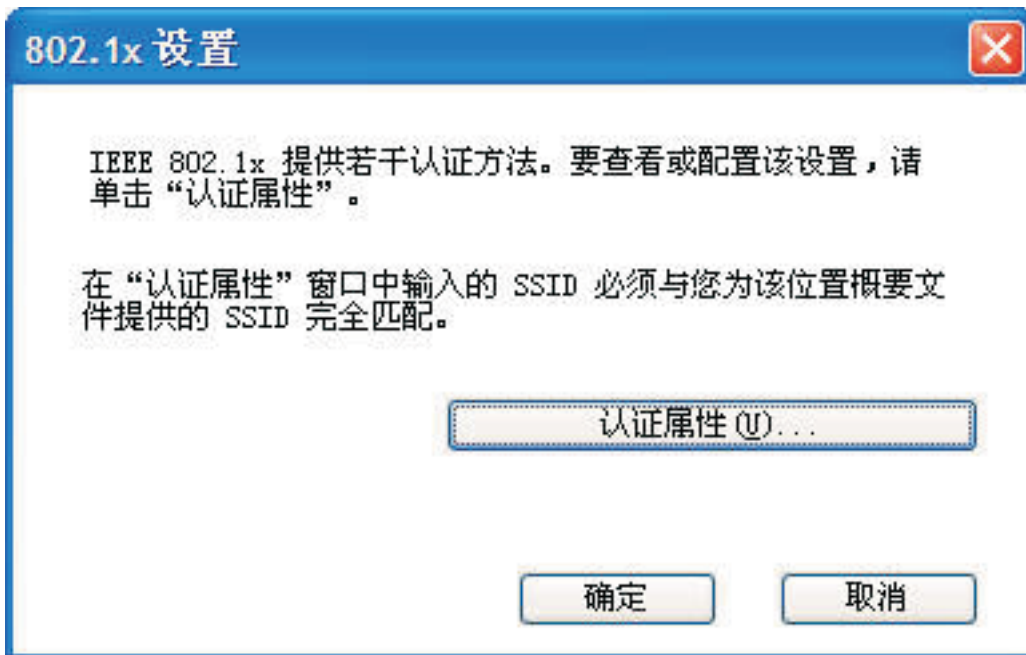 802.1x 设置
IEEE 802.1x 提供若干认证方法。要查看或配置该设置，请
单击“认证属性”。
在“认证属性”窗口中输入的 SSID 必须与您为该位置概要文
件提供的 SSID 完全匹配。
认证属性(U)...
确定 取消